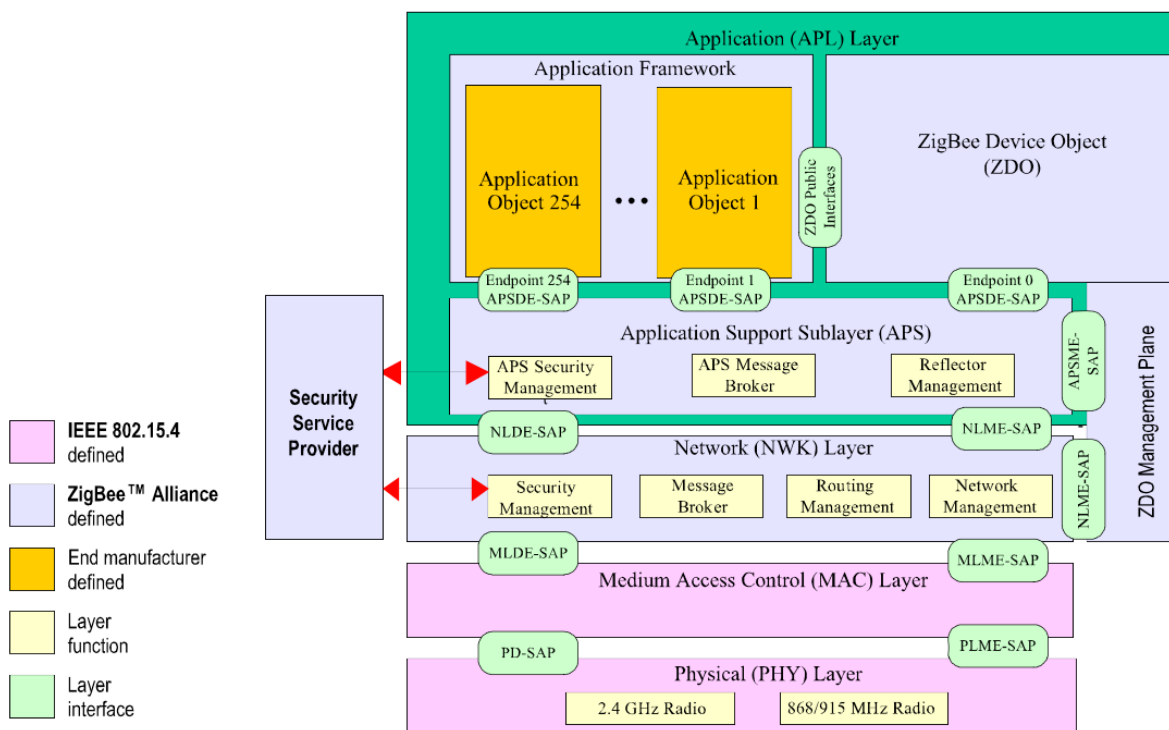 Application (APL) Layer
Application Framework
Application
Object 254
•••
Application
Object 1
ZDO Public
Interfaces
ZigBee Device Object
(ZDO)
Endpoint 254
APSDE-SAP
Endpoint 1
APSDE-SAP
Endpoint 0
APSDE-SAP
Application Support Sublayer (APS)
APS Security
Management
APS Message
Broker
Reflector
Management
APSME-
SAP
Security
Service
Provider
ZDO Management Plane
NLDE-SAP
NLME-SAP
Network (NWK) Layer
Security
Management
Message
Broker
Routing
Management
Network
Management
NLME-SAP
MLDE-SAP
MLME-SAP
Medium Access Control (MAC) Layer
PD-SAP
PLME-SAP
Physical (PHY) Layer
2.4 GHz Radio
868/915 MHz Radio
IEEE 802.15.4
defined
ZigBee™ Alliance
defined
End manufacturer
defined
Layer
function
Layer
interface